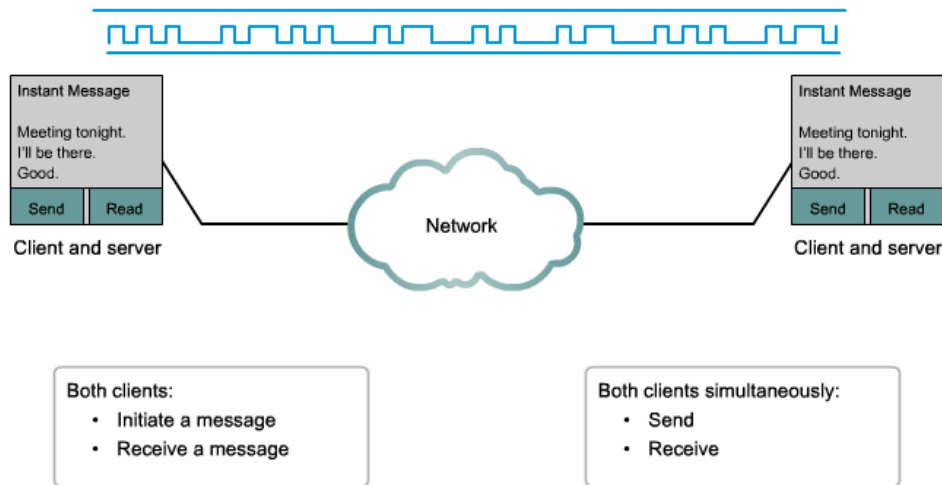 Instant Message
Meeting tonight.
I'll be there.
Good.
Send Read
Client and server
Network
Instant Message
Meeting tonight.
I'll be there.
Good.
Send Read
Client and server
Both clients:
• Initiate a message
• Receive a message
Both clients simultaneously:
• Send
• Receive